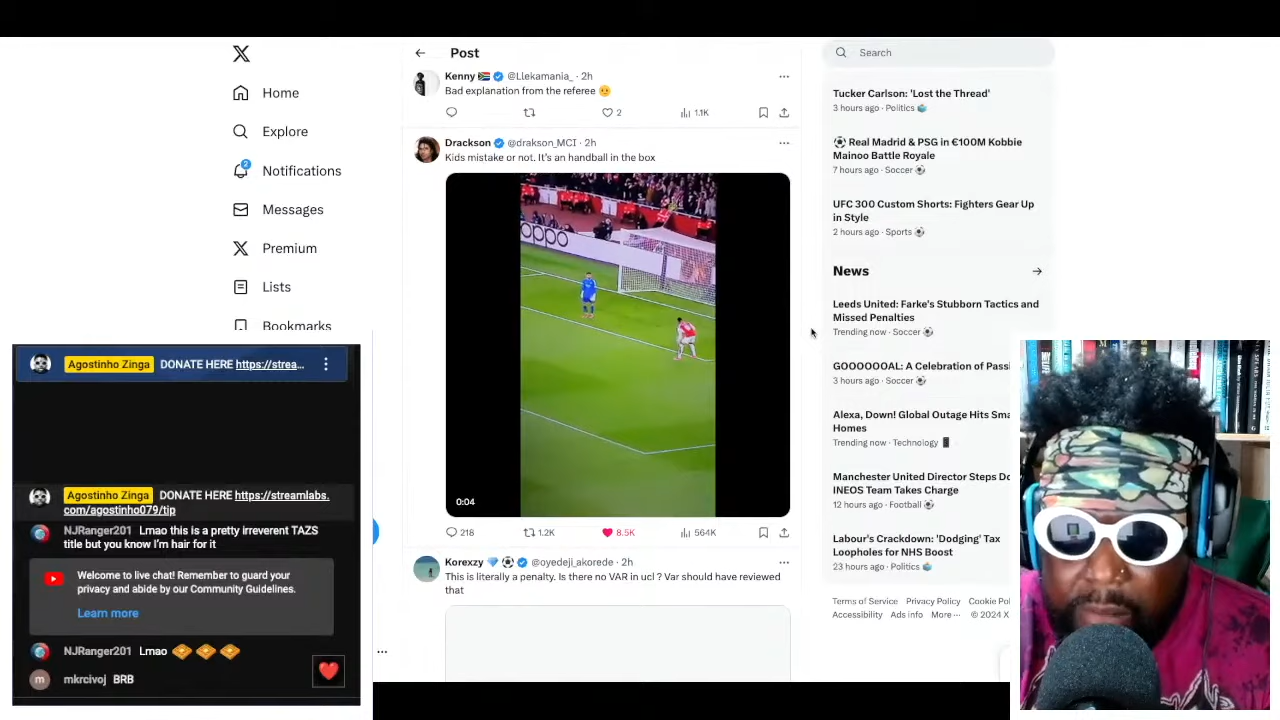 Post
Search
Home
Explore
2
Notifications
Messages
Premium
Lists
Bookmarks
Kenny @Llekamania_ · 2h
Bad explanation from the referee
2
1.1K
Drackson @drakson_MCI · 2h
Kids mistake or not. It's an handball in the box
oppo
0:04
218
1.2K
8.5K
564K
Korexzy @oyedeji_akorede · 2h
This is literally a penalty. Is there no VAR in ucl ? Var should have reviewed
that
Tucker Carlson: 'Lost the Thread'
3 hours ago · Politics
Real Madrid & PSG in €100M Kobbie
Mainoo Battle Royale
7 hours ago · Soccer
UFC 300 Custom Shorts: Fighters Gear Up
in Style
2 hours ago · Sports
News
Leeds United: Farke's Stubborn Tactics and
Missed Penalties
Trending now · Soccer
GOOOOOOAL: A Celebration of Passi
3 hours ago · Soccer
Alexa, Down! Global Outage Hits Sma
Homes
Trending now · Technology
Manchester United Director Steps Do
INEOS Team Takes Charge
12 hours ago · Football
Labour's Crackdown: 'Dodging' Tax
Loopholes for NHS Boost
23 hours ago · Politics
Terms of Service Privacy Policy Cookie Pol
Accessibility Ads info More ··· © 2024 X
Agostinho Zinga DONATE HERE https://strea...
Agostinho Zinga DONATE HERE https://streamlabs.
com/agostinho079/tip
NJRanger201 Lmao this is a pretty irreverent TAZS
title but you know I'm hair for it
Welcome to live chat! Remember to guard your
privacy and abide by our Community Guidelines.
Learn more
NJRanger201 Lmao
m mkrcivoj BRB